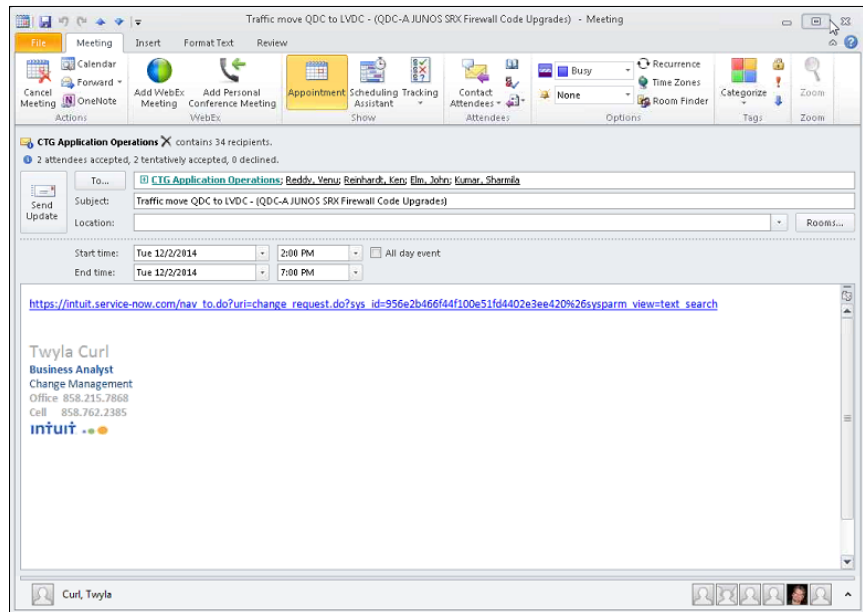 Traffic move QDC to LVDC - (QDC-A JUNOS SRX Firewall Code Upgrades) - Meeting
File Meeting Insert Format Text Review
Cancel Meeting
Calendar
Forward
OneNote
Actions
Add WebEx Meeting
Add Personal Conference Meeting
WebEx
Appointment
Scheduling Assistant
Tracking
Show
Contact Attendees
Attendees
Busy
None
Recurrence
Time Zones
Room Finder
Options
Categorize
Tags
Zoom
Zoom
CTG Application Operations contains 34 recipients.
2 attendees accepted, 2 tentatively accepted, 0 declined.
Send Update
To... CTG Application Operations; Reddy, Venu; Reinhardt, Ken; Elm, John; Kumar, Sharmila
Subject: Traffic move QDC to LVDC - (QDC-A JUNOS SRX Firewall Code Upgrades)
Location: Rooms...
Start time: Tue 12/2/2014 2:00 PM All day event
End time: Tue 12/2/2014 7:00 PM
https://intuit.service-now.com/nav_to.do?uri=change_request.do?sys_id=956e2b466f44f100e51fd4402e3ee420%26sysparm_view=text_search
Twyla Curl
Business Analyst
Change Management
Office 858.215.7868
Cell 858.762.2385
intuit
Curl, Twyla